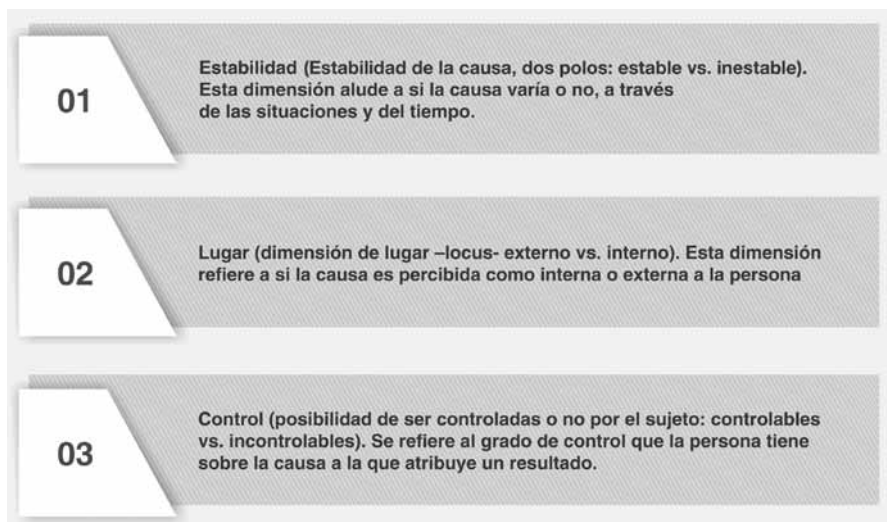 01
Estabilidad (Estabilidad de la causa, dos polos: estable vs. inestable).
Esta dimensión alude a si la causa varía o no, a través
de las situaciones y del tiempo.
02
Lugar (dimensión de lugar –locus- externo vs. interno). Esta dimensión
refiere a si la causa es percibida como interna o externa a la persona
03
Control (posibilidad de ser controladas o no por el sujeto: controlables
vs. incontrolables). Se refiere al grado de control que la persona tiene
sobre la causa a la que atribuye un resultado.